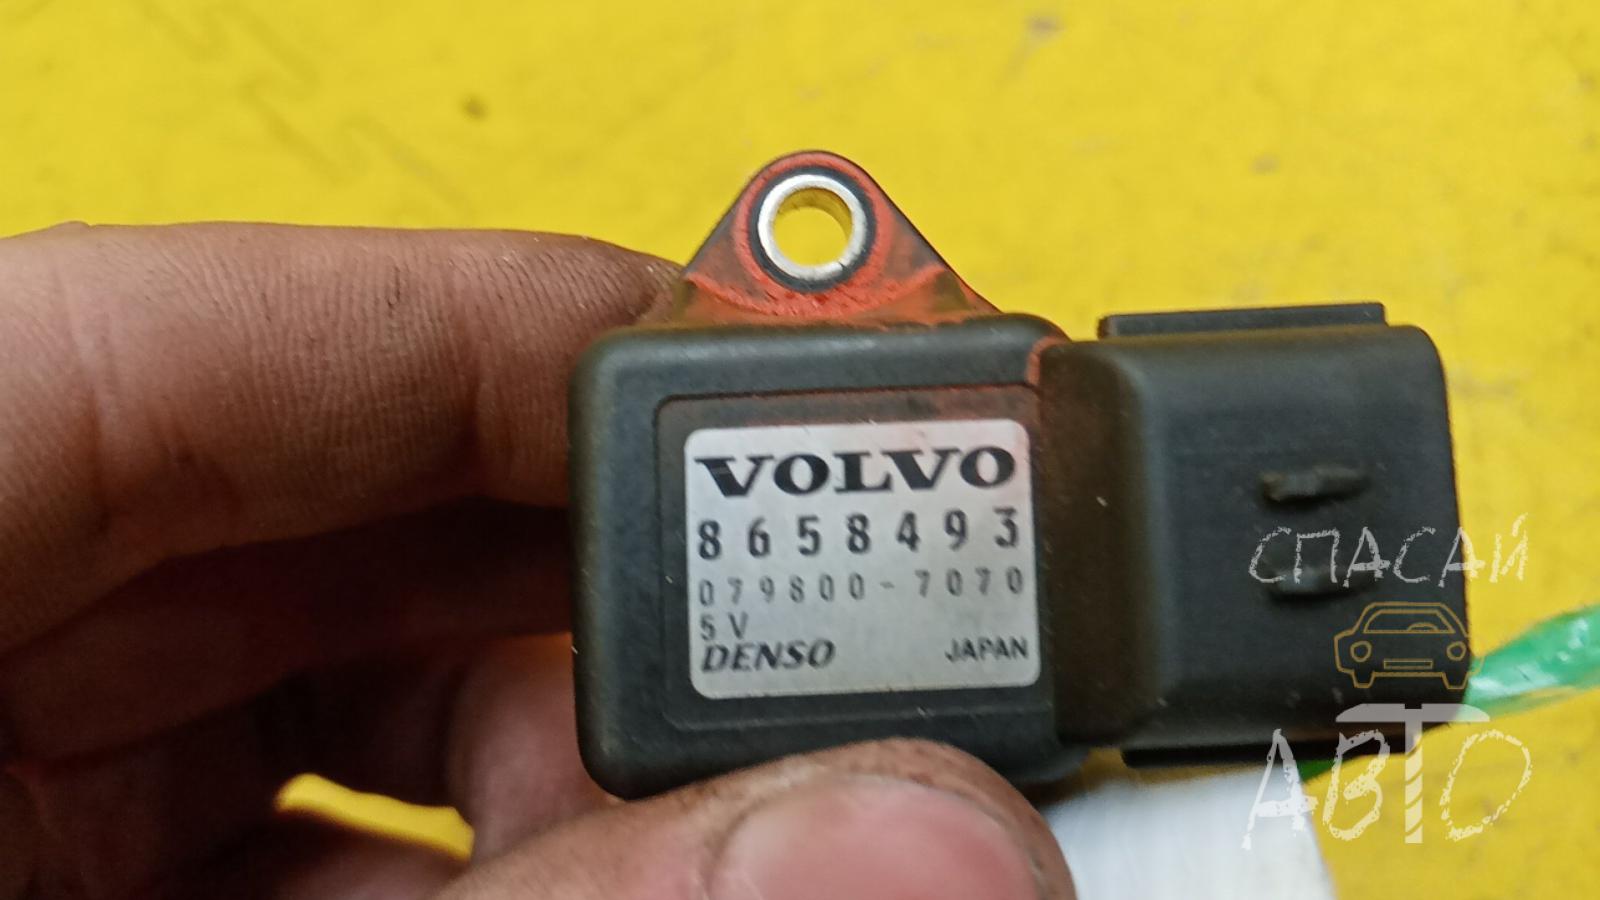 VOLVO
8658493
079800-7070
5V
DENSO JAPAN
СПАСАЙ
АВТО